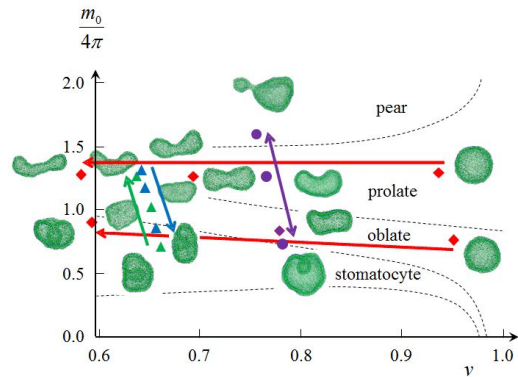 m₀
4π
2.0
pear
1.5
prolate
1.0
oblate
0.5
stomatocyte
0.0
0.6 0.7 0.8 0.9 1.0
v